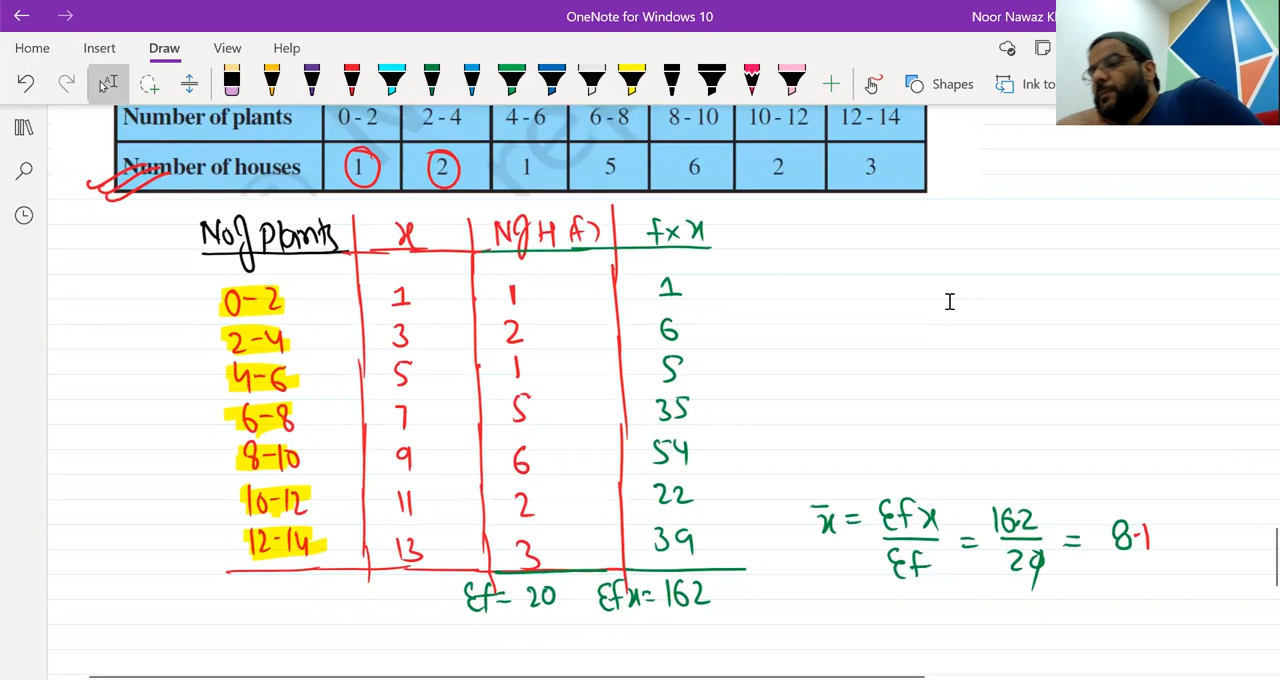 OneNote for Windows 10
Noor Nawaz Kh
Home Insert Draw View Help
Shapes
Ink to
Number of plants 0 - 2 2 - 4 4 - 6 6 - 8 8 - 10 10 - 12 12 - 14
Number of houses 1 2 1 5 6 2 3
No of plants x N of H (f) f×x
0-2 1 1 1
2-4 3 2 6
4-6 5 1 5
6-8 7 5 35
8-10 9 6 54
10-12 11 2 22
12-14 13 3 39
Σf = 20 Σfx = 162
x̄ = Σfx / Σf = 16.2 / 20 = 8.1